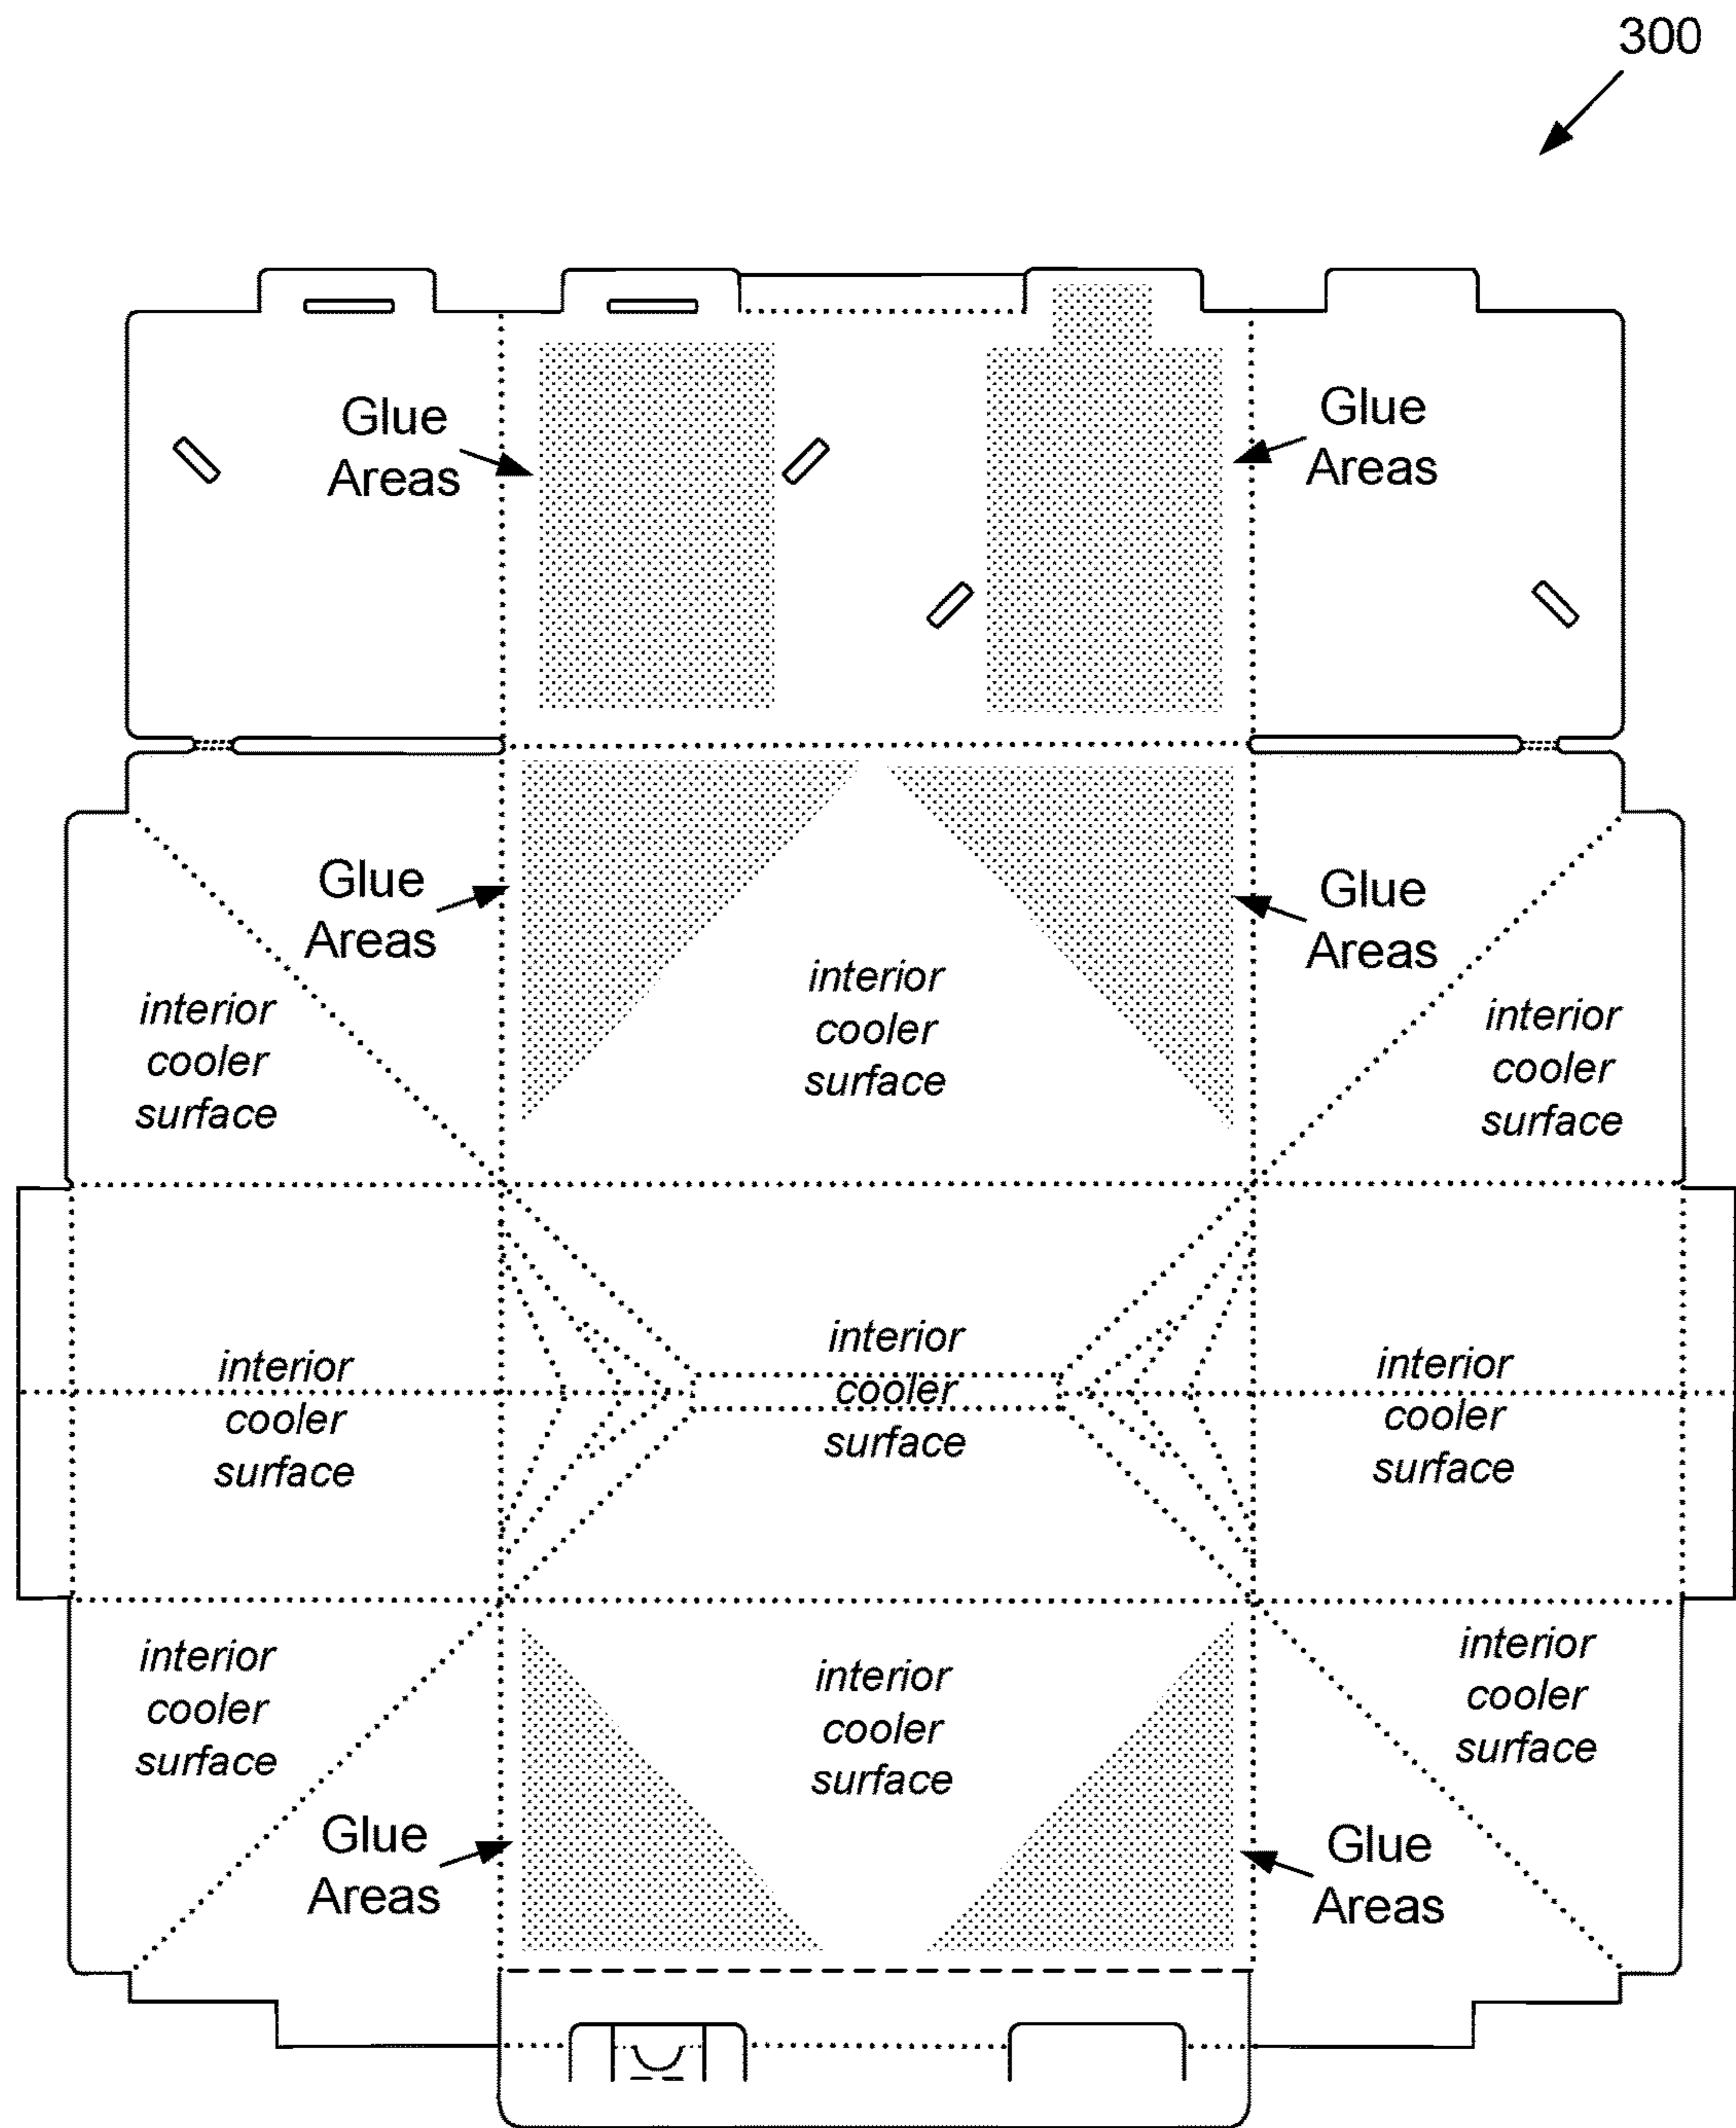 300
Glue
Areas
Glue
Areas
Glue
Areas
Glue
Areas
interior
cooler
surface
interior
cooler
surface
interior
cooler
surface
interior
cooler
surface
interior
cooler
surface
interior
cooler
surface
interior
cooler
surface
interior
cooler
surface
interior
cooler
surface
Glue
Areas
Glue
Areas